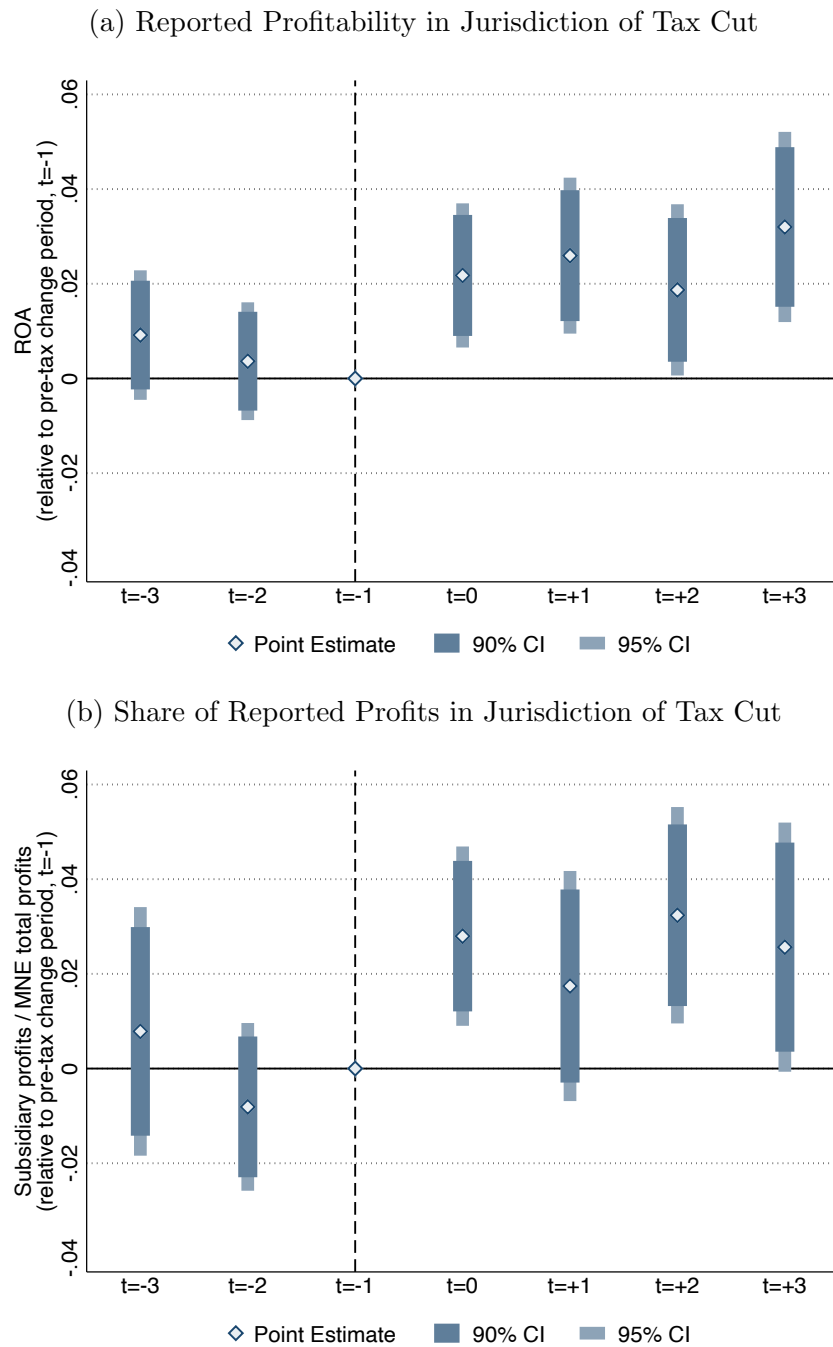 (a) Reported Profitability in Jurisdiction of Tax Cut
ROA
(relative to pre-tax change period, t=-1)
.06
.04
.02
0
-.02
-.04
t=-3 t=-2 t=-1 t=0 t=+1 t=+2 t=+3
Point Estimate 90% CI 95% CI
(b) Share of Reported Profits in Jurisdiction of Tax Cut
Subsidiary profits / MNE total profits
(relative to pre-tax change period, t=-1)
.06
.04
.02
0
-.02
-.04
t=-3 t=-2 t=-1 t=0 t=+1 t=+2 t=+3
Point Estimate 90% CI 95% CI